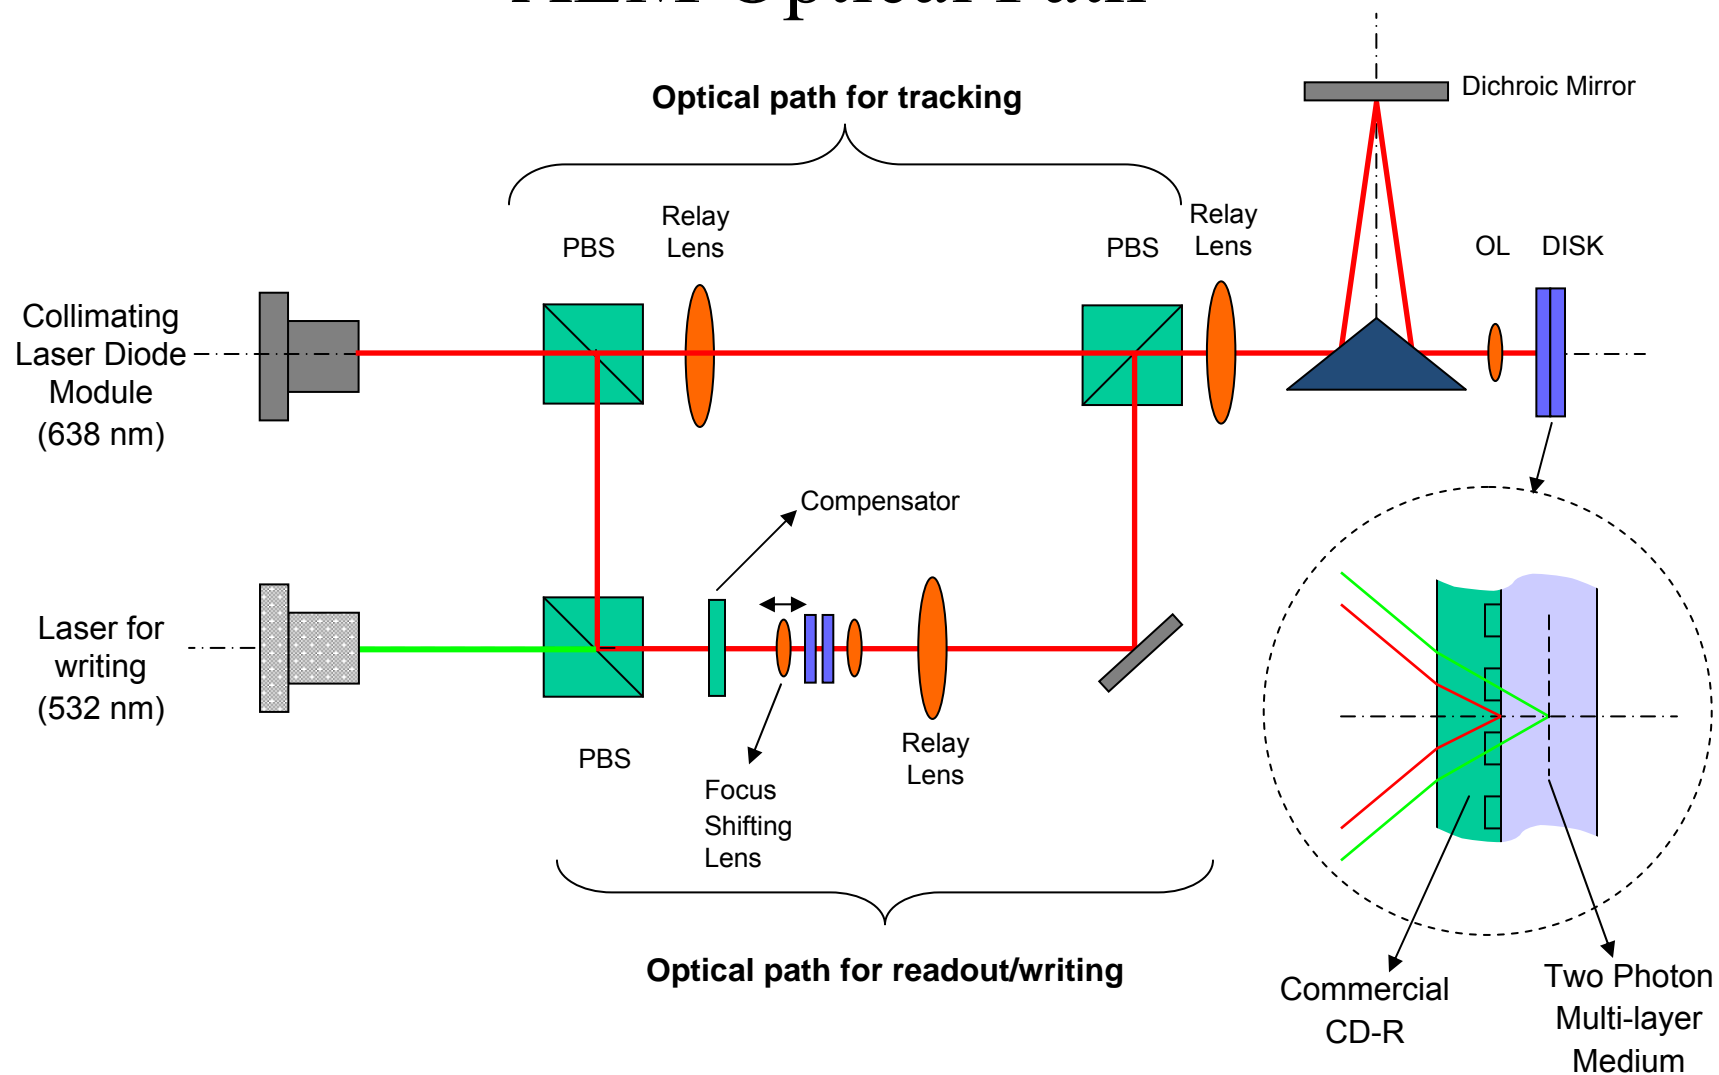 Optical Path
Optical path for tracking
Dichroic Mirror
Relay
Lens
Relay
Lens
PBS
PBS
OL
DISK
Collimating
Laser Diode
Module
(638 nm)
Compensator
Laser for
writing
(532 nm)
PBS
Relay
Lens
Focus
Shifting
Lens
Optical path for readout/writing
Commercial
CD-R
Two Photon
Multi-layer
Medium